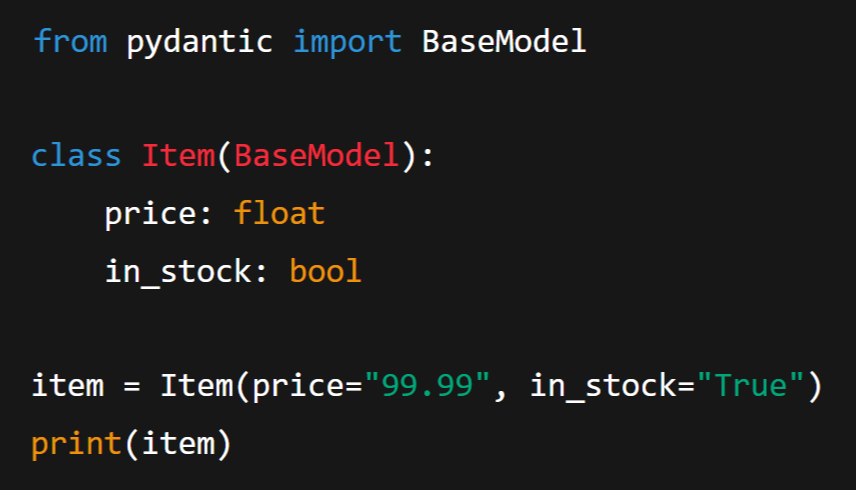 from pydantic import BaseModel
class Item(BaseModel):
    price: float
    in_stock: bool
item = Item(price="99.99", in_stock="True")
print(item)